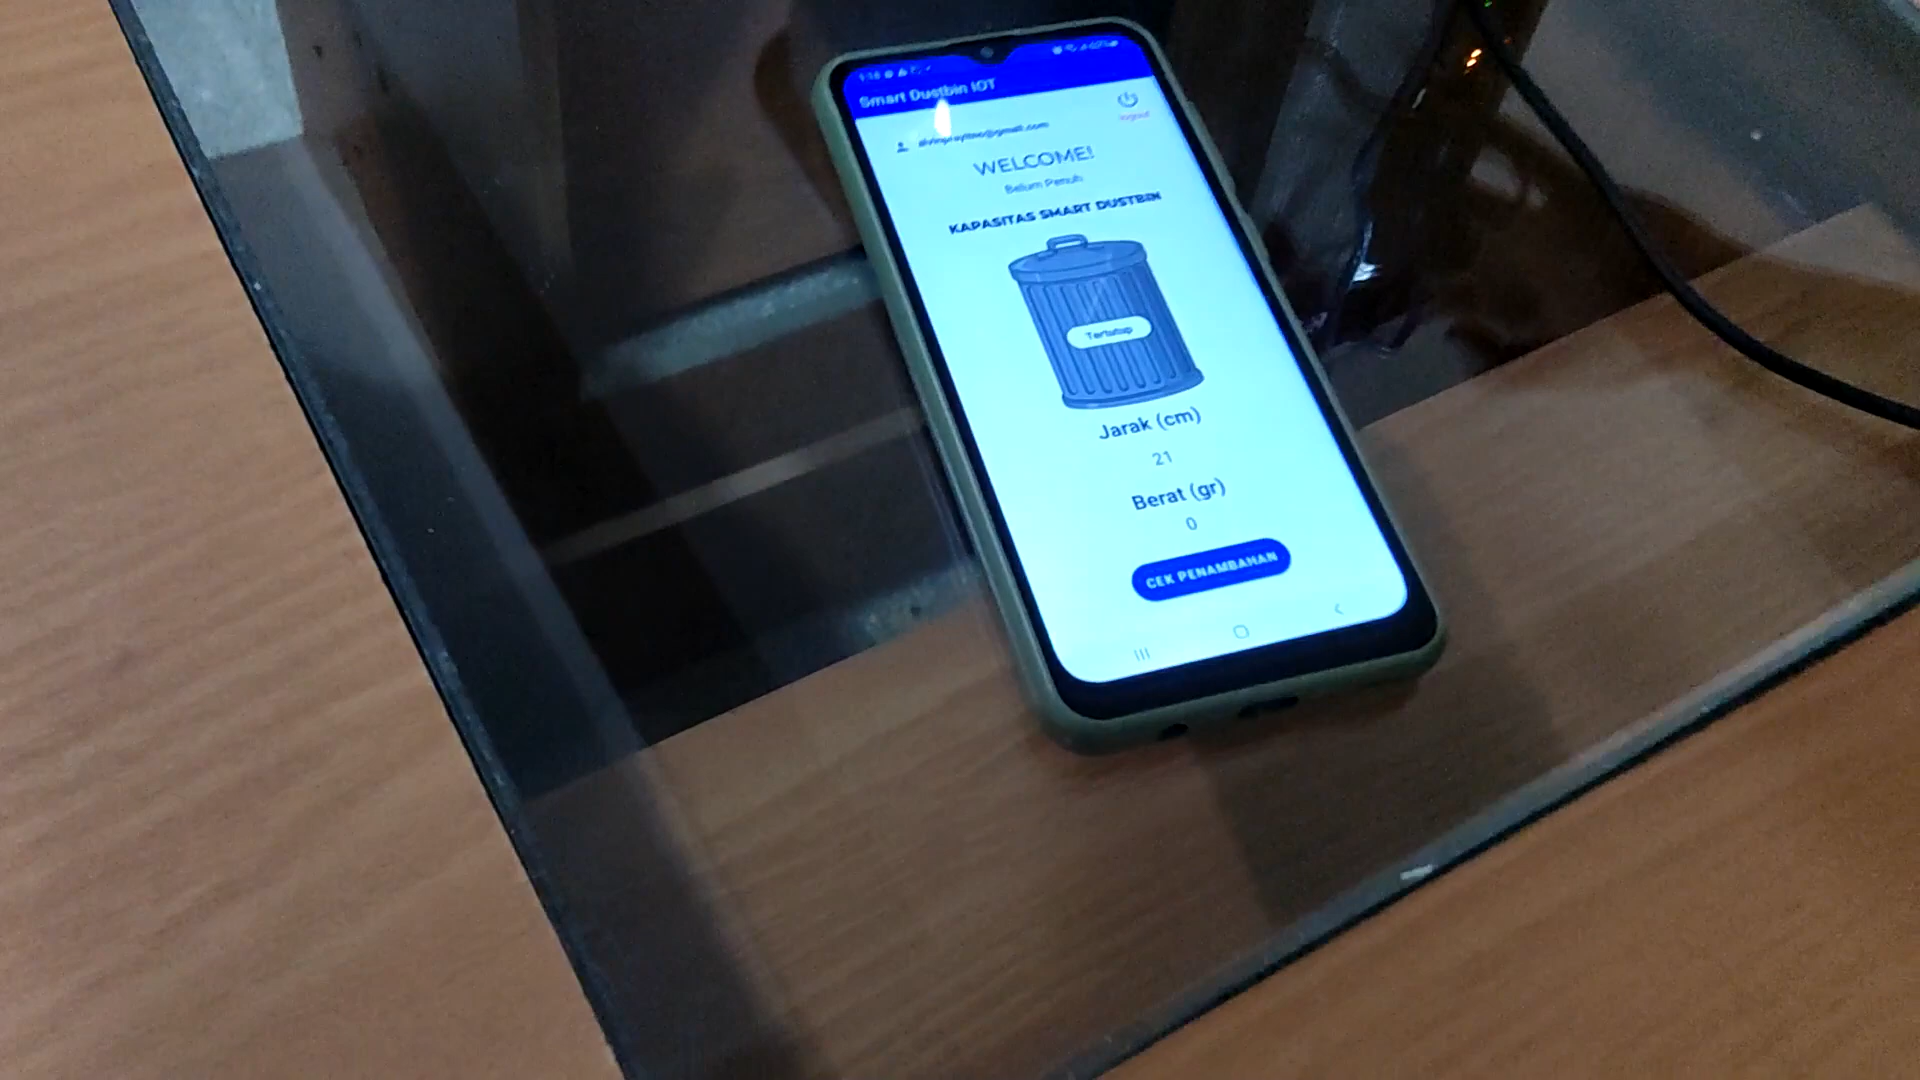 Smart Dustbin IOT
logout
WELCOME!
Belum Penuh
KAPASITAS SMART DUSTBIN
Tertutup
Jarak (cm)
21
Berat (gr)
0
CEK PENAMBAHAN